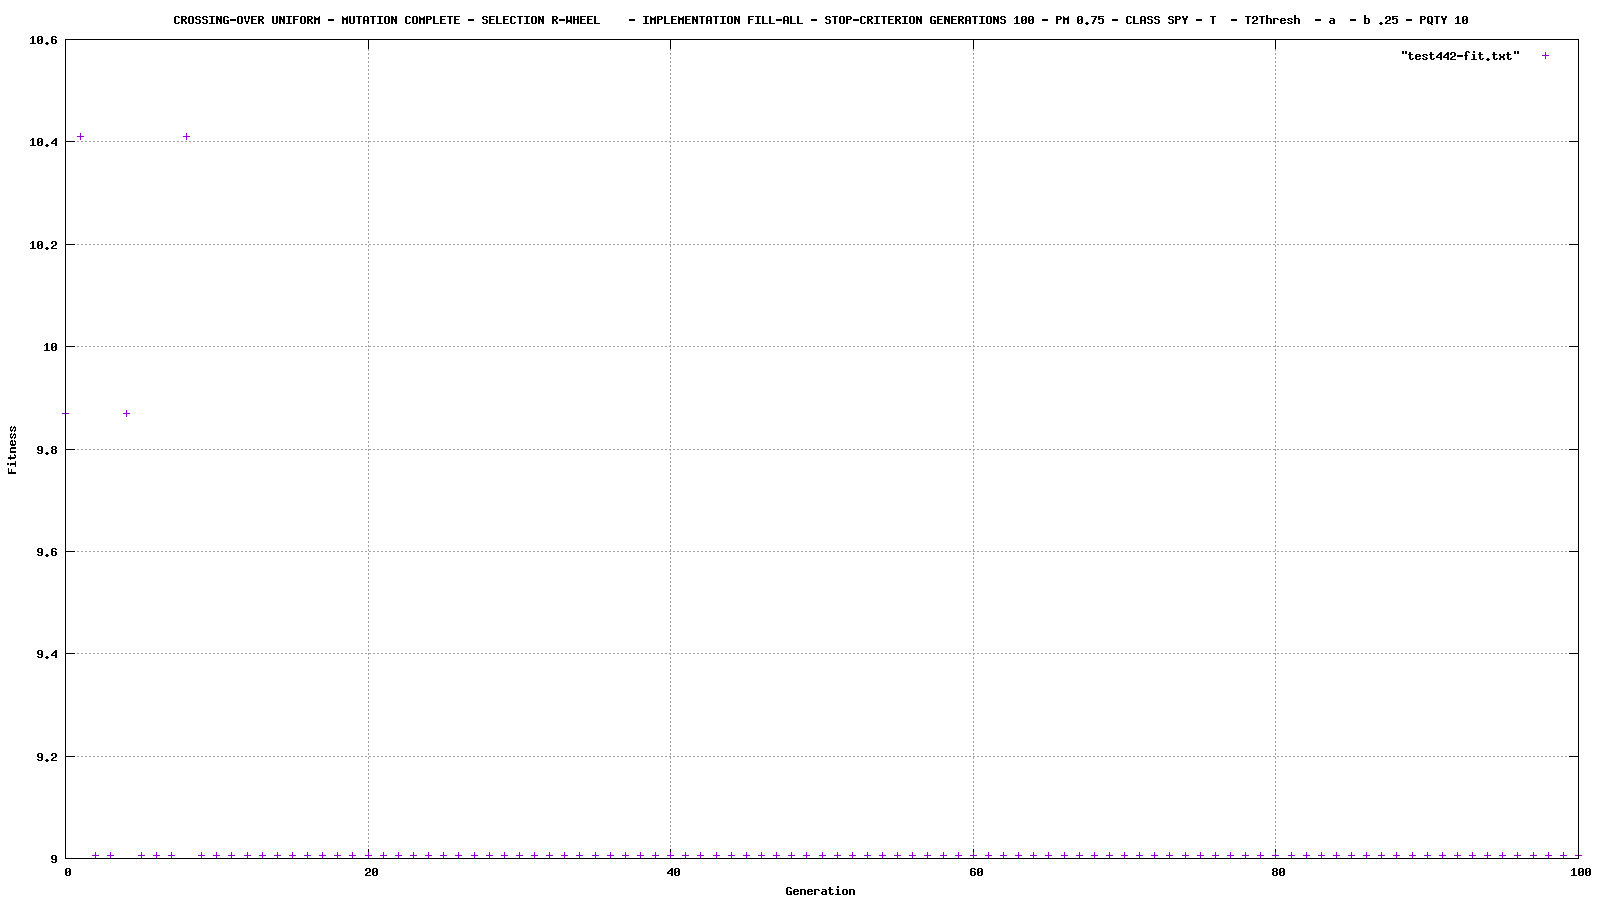 CROSSING-OVER UNIFORM - MUTATION COMPLETE - SELECTION R-WHEEL    - IMPLEMENTATION FILL-ALL - STOP-CRITERION GENERATIONS 100 - PM 0.75 - CLASS SPY - T  - T2Thresh  - a  - b .25 - PQTY 10
"test442-fit.txt"
10.6
10.4
10.2
10
9.8
9.6
9.4
9.2
9
Fitness
0 20 40 60 80 100
Generation